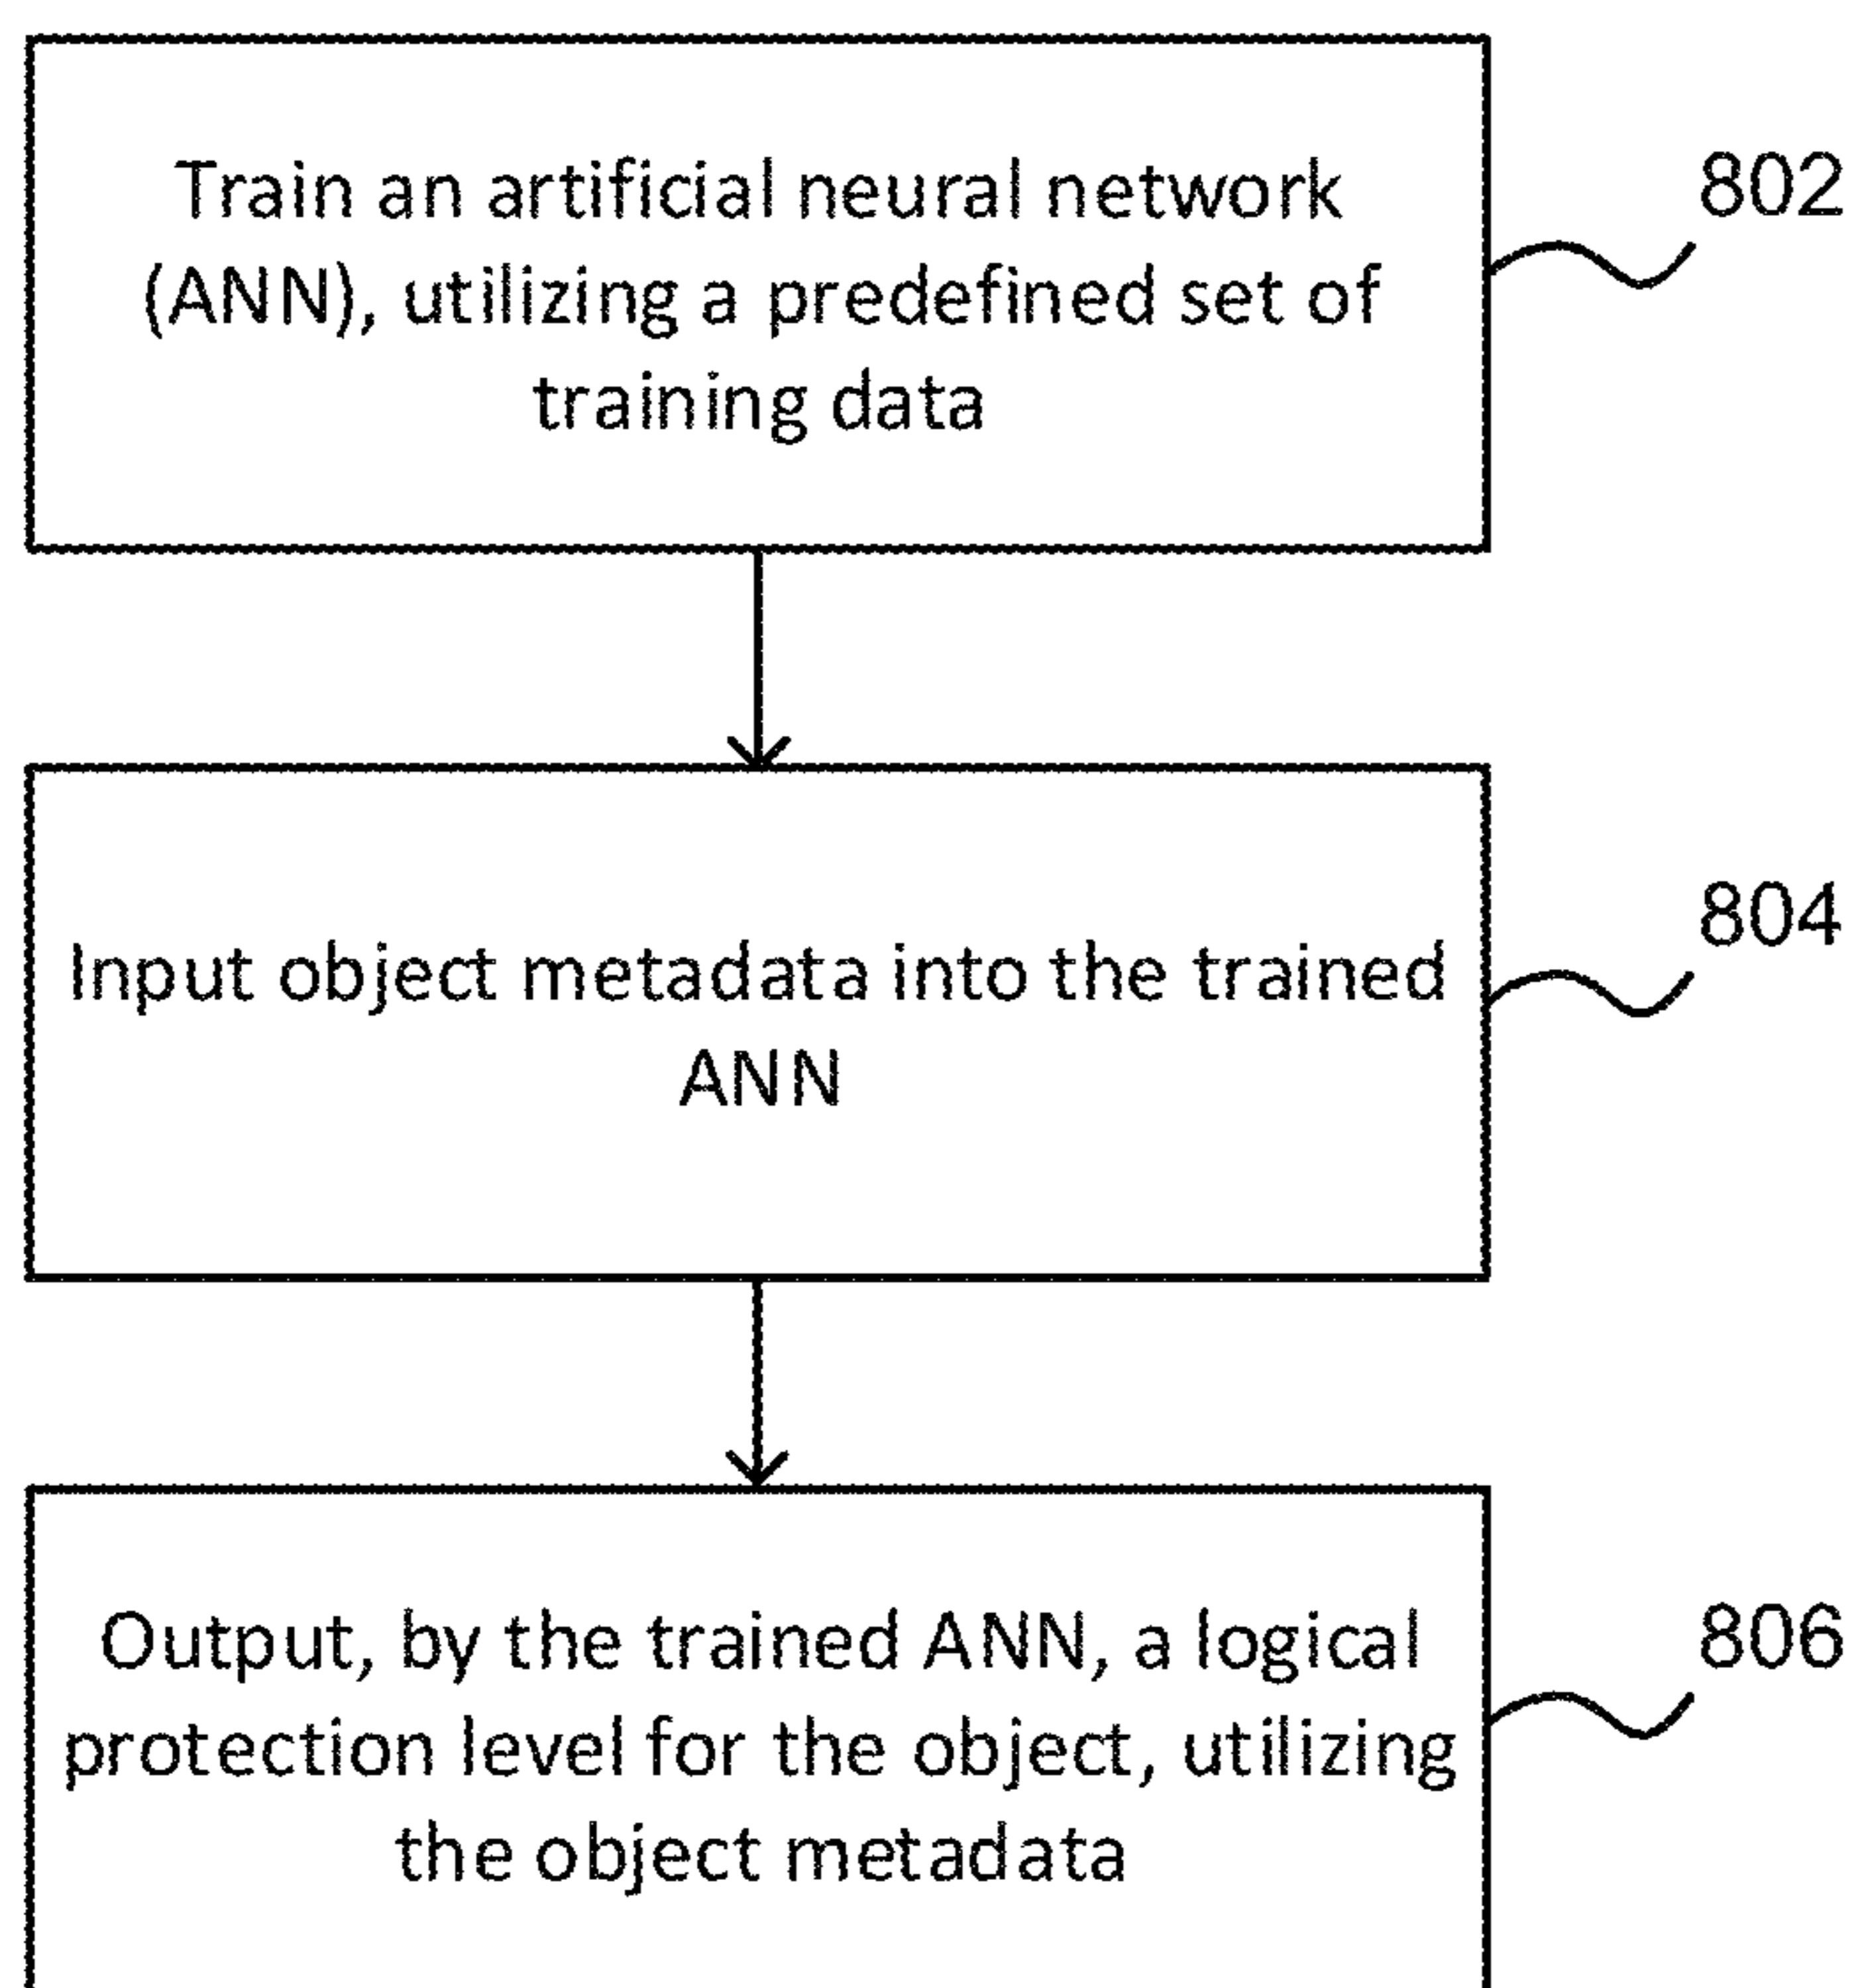 Train an artificial neural network
(ANN), utilizing a predefined set of
training data
802
Input object metadata into the trained
ANN
804
Output, by the trained ANN, a logical
protection level for the object, utilizing
the object metadata
806